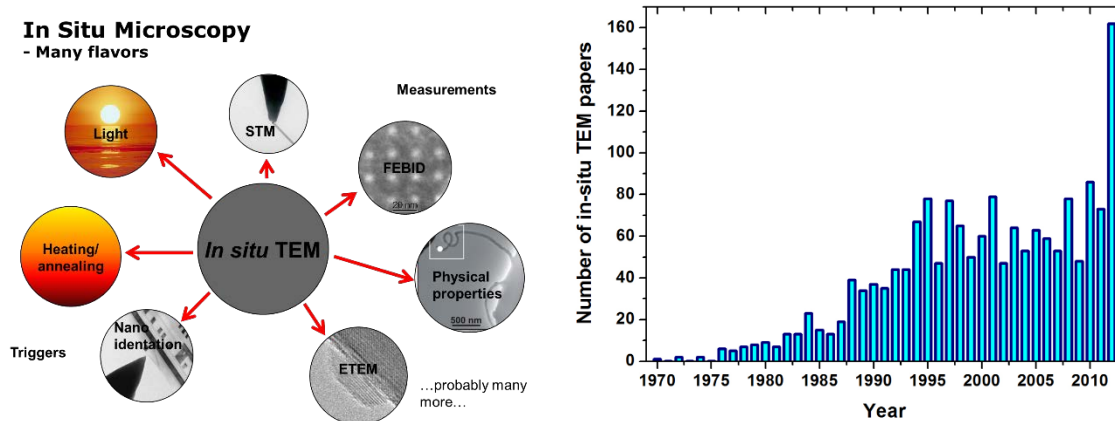 In Situ Microscopy
- Many flavors
Measurements
Light
STM
FEBID
20 nm
In situ TEM
Heating/
annealing
Physical
properties
500 nm
Nano
identation
Triggers
ETEM
…probably many
more…
Number of in-situ TEM papers
160
140
120
100
80
60
40
20
0
1970 1975 1980 1985 1990 1995 2000 2005 2010
Year